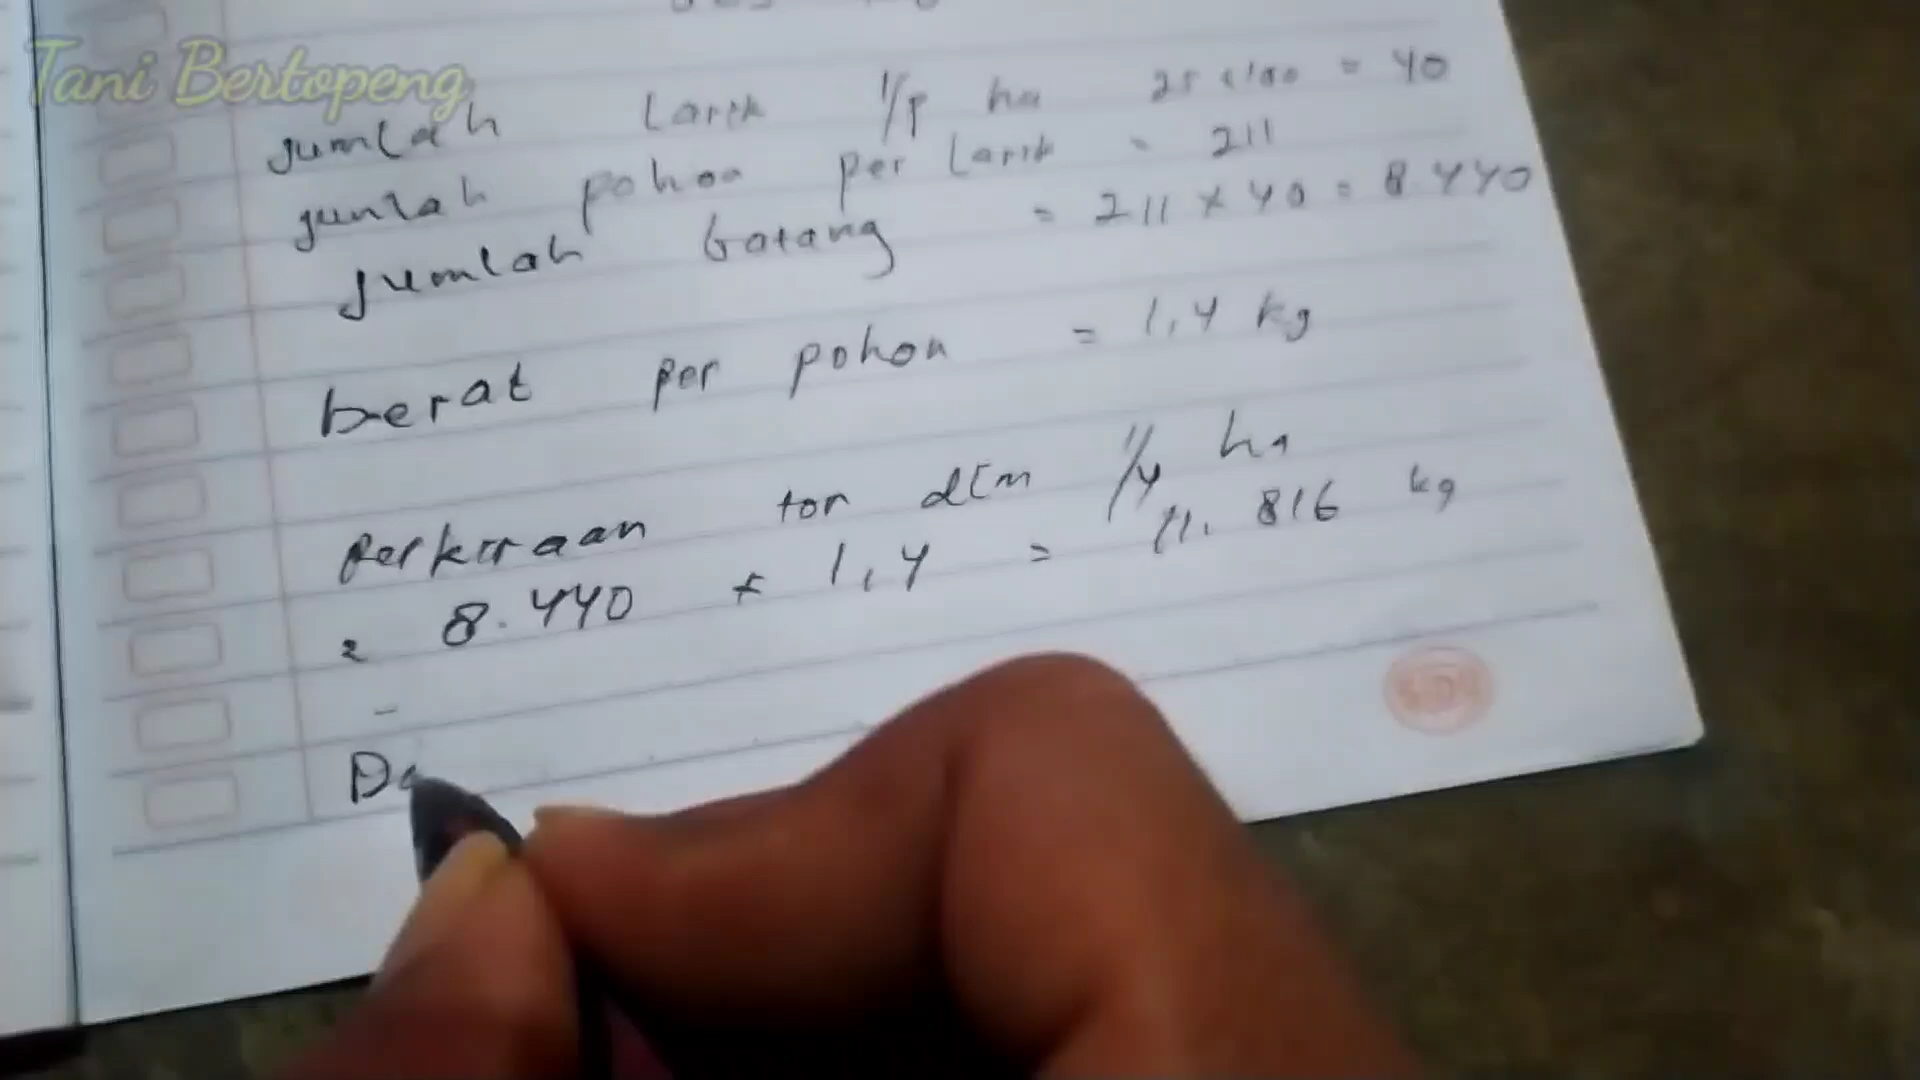 Tani Bertopeng
jumlah Larik 1/4 ha = 40
jumlah pohon per Larik = 211
jumlah batang = 211 x 40 = 8.440
berat per pohon = 1,4 kg
perkiraan ton dlm 1/4 ha
= 8.440 x 1,4 = 11.816 kg
Da